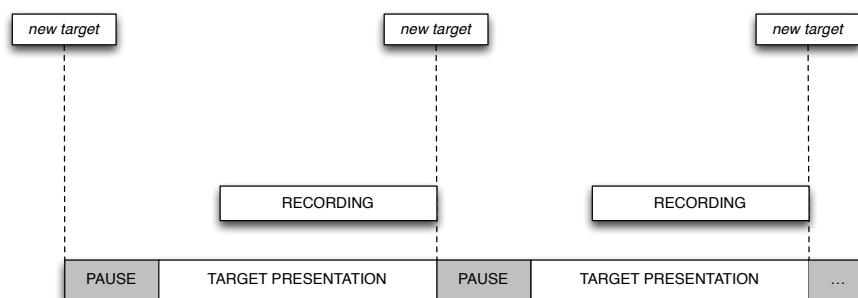 new target
new target
new target
RECORDING
RECORDING
PAUSE
TARGET PRESENTATION
PAUSE
TARGET PRESENTATION
...